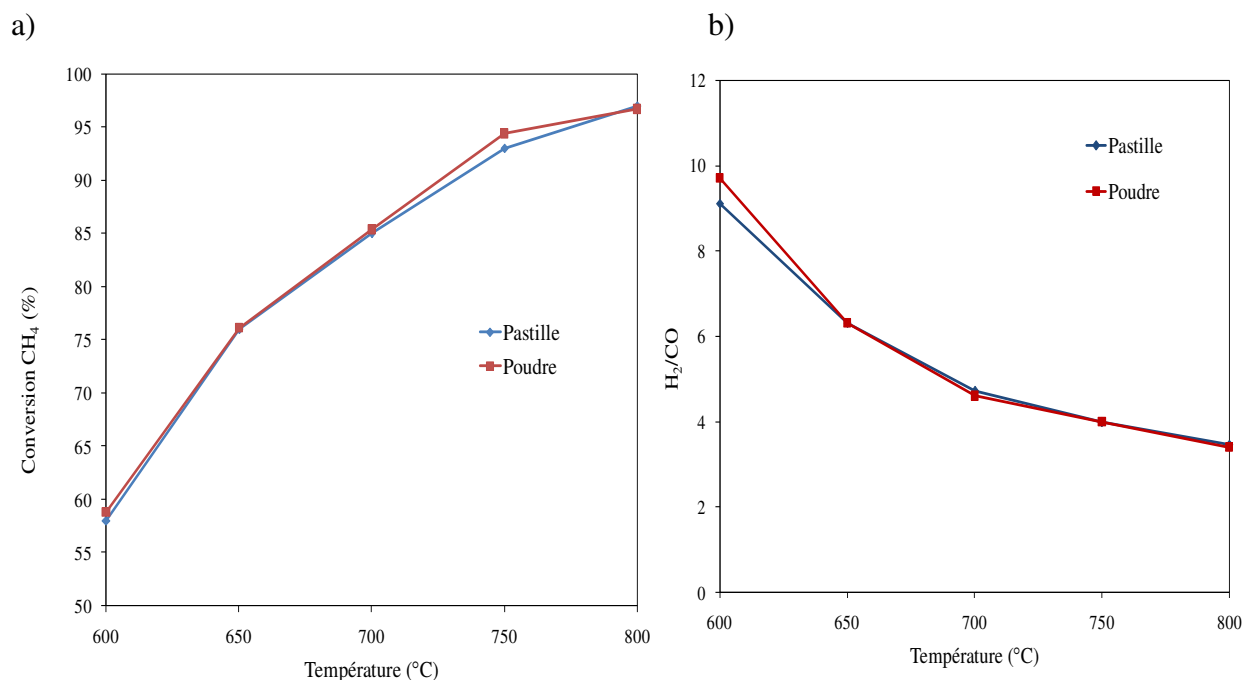 a)
100
95
90
85
80
75
70
65
60
55
50
Conversion CH₄ (%)
Pastille
Poudre
600 650 700 750 800
Température (°C)
b)
12
10
8
6
4
2
0
H₂/CO
Pastille
Poudre
600 650 700 750 800
Température (°C)